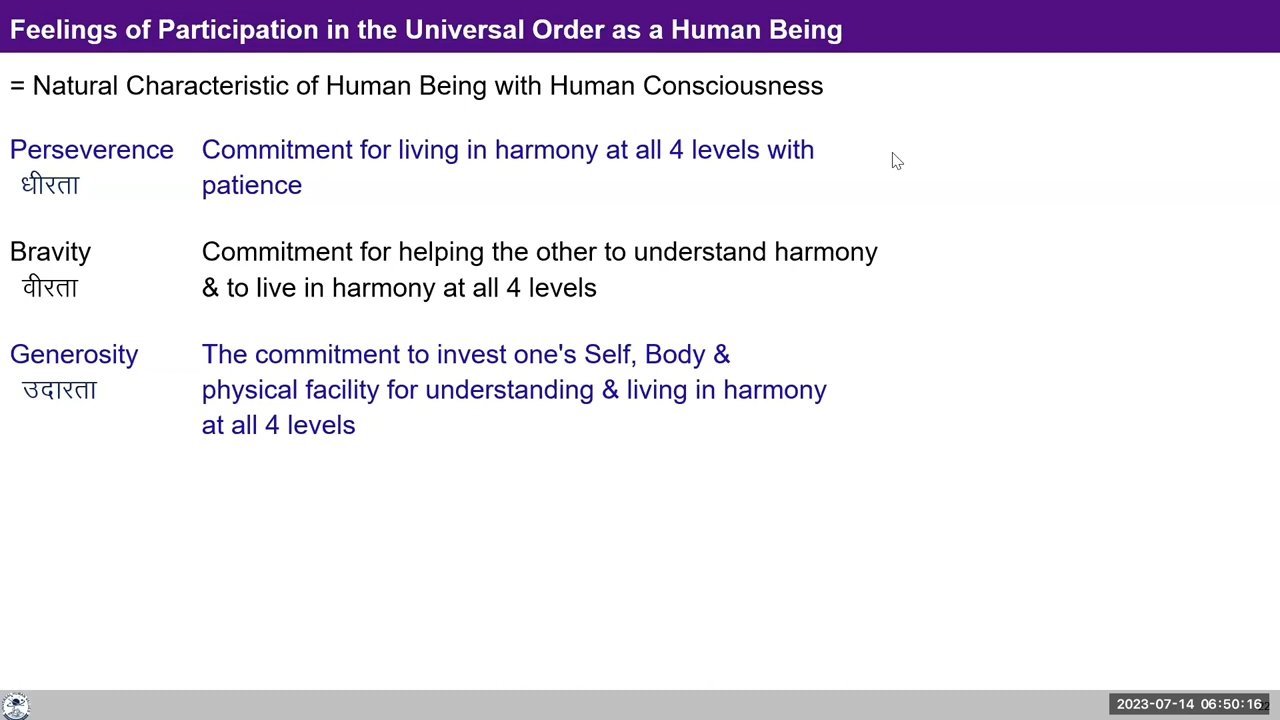 Feelings of Participation in the Universal Order as a Human Being
= Natural Characteristic of Human Being with Human Consciousness
Perseverence Commitment for living in harmony at all 4 levels with
धीरता patience
Bravity Commitment for helping the other to understand harmony
वीरता & to live in harmony at all 4 levels
Generosity The commitment to invest one's Self, Body &
उदारता physical facility for understanding & living in harmony
at all 4 levels
2023-07-14 06:50:16